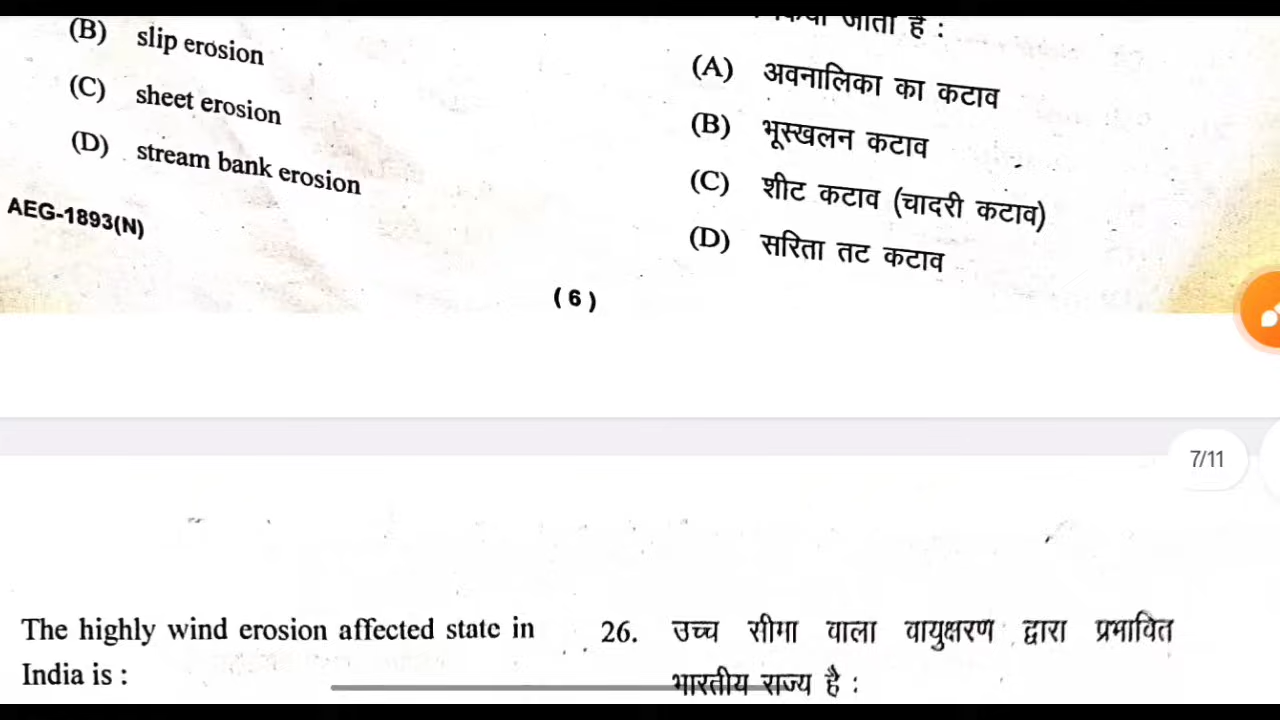 (B) slip erosion
(C) sheet erosion
(D) stream bank erosion
AEG-1893(N)
जाता है :
(A) अवनालिका का कटाव
(B) भूस्खलन कटाव
(C) शीट कटाव (चादरी कटाव)
(D) सरिता तट कटाव
( 6 )
7/11
The highly wind erosion affected state in
India is :
26. उच्च सीमा वाला वायुक्षरण द्वारा प्रभावित
भारतीय राज्य है :